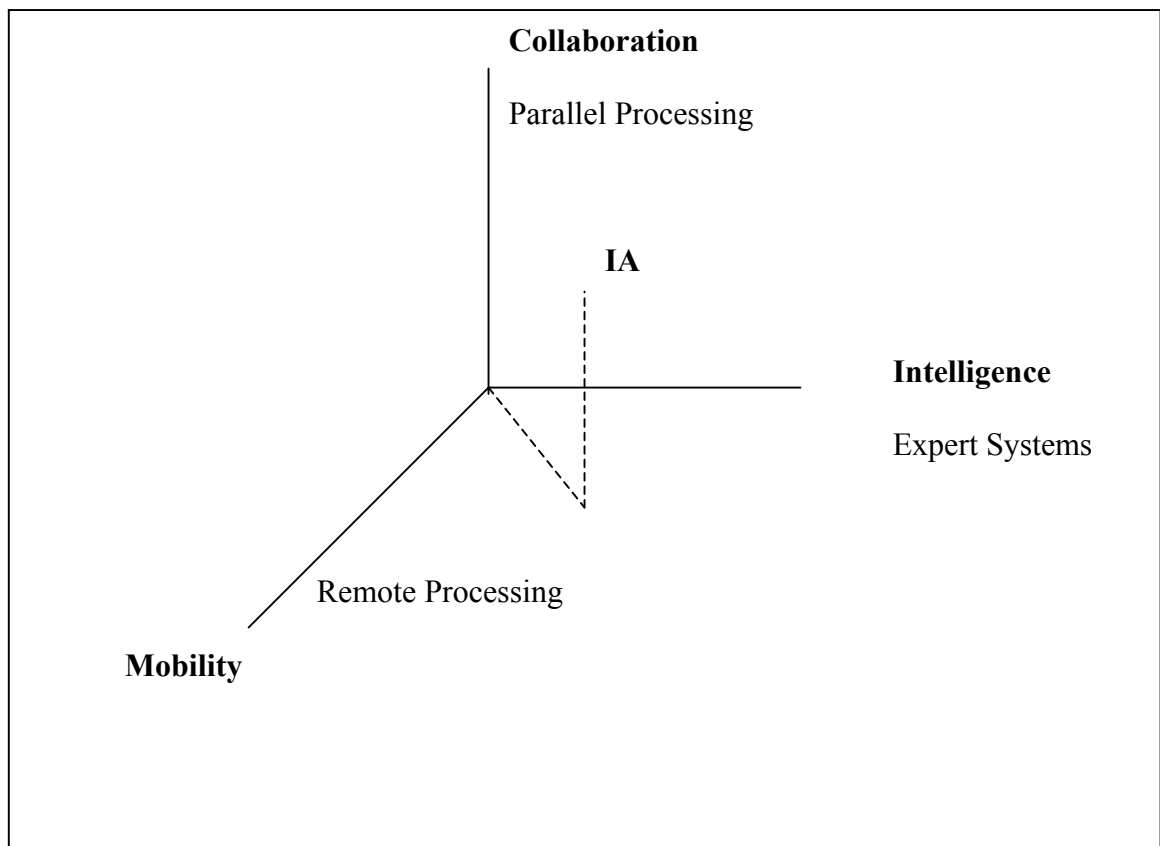 Collaboration
Parallel Processing
IA
Intelligence
Expert Systems
Remote Processing
Mobility